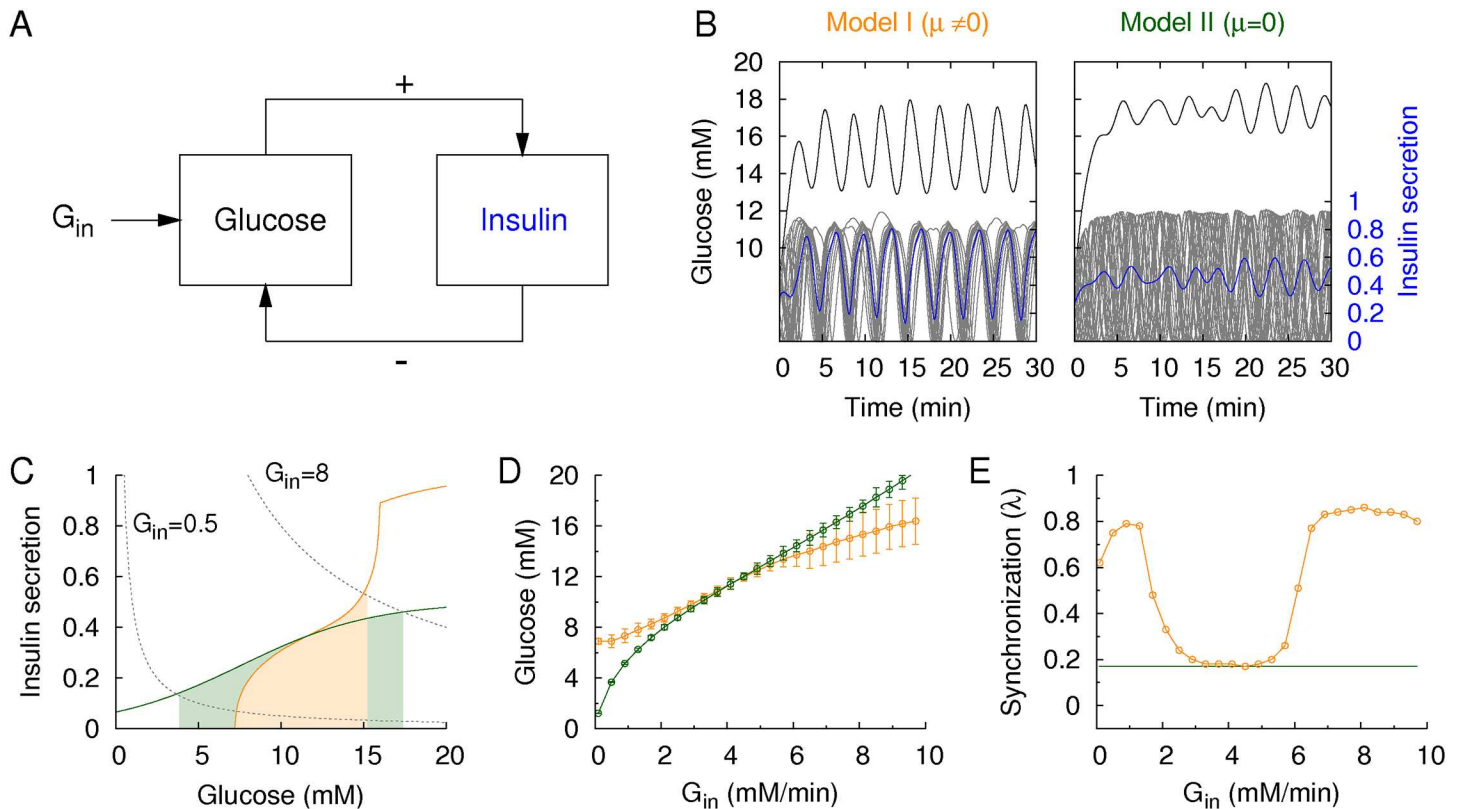 A
+
G_in
Glucose
Insulin
-
B
Model I (μ ≠0)
Model II (μ=0)
20
18
16
14
12
10
Glucose (mM)
1
0.8
0.6
0.4
0.2
0
Insulin secretion
0 5 10 15 20 25 30
0 5 10 15 20 25 30
Time (min)
Time (min)
C
G_in=8
G_in=0.5
1
0.8
0.6
0.4
0.2
0
Insulin secretion
0 5 10 15 20
Glucose (mM)
D
20
16
12
8
4
0
Glucose (mM)
0 2 4 6 8 10
G_in (mM/min)
E
1
0.8
0.6
0.4
0.2
0
Synchronization (λ)
0 2 4 6 8 10
G_in (mM/min)